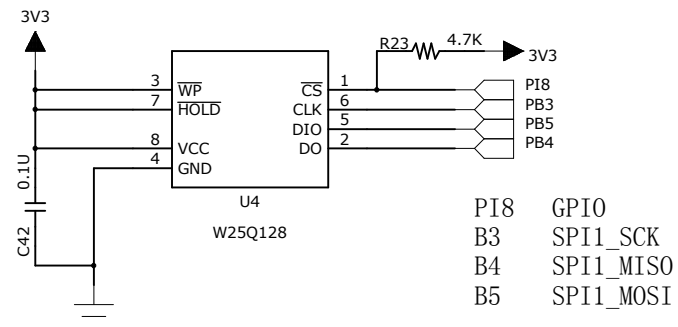 3V3
R23 4.7K
3V3
3 WP
7 HOLD
8 VCC
4 GND
CS 1
CLK 6
DIO 5
DO 2
PI8
PB3
PB5
PB4
0.1U
C42
U4
W25Q128
PI8 GPIO
B3 SPI1_SCK
B4 SPI1_MISO
B5 SPI1_MOSI